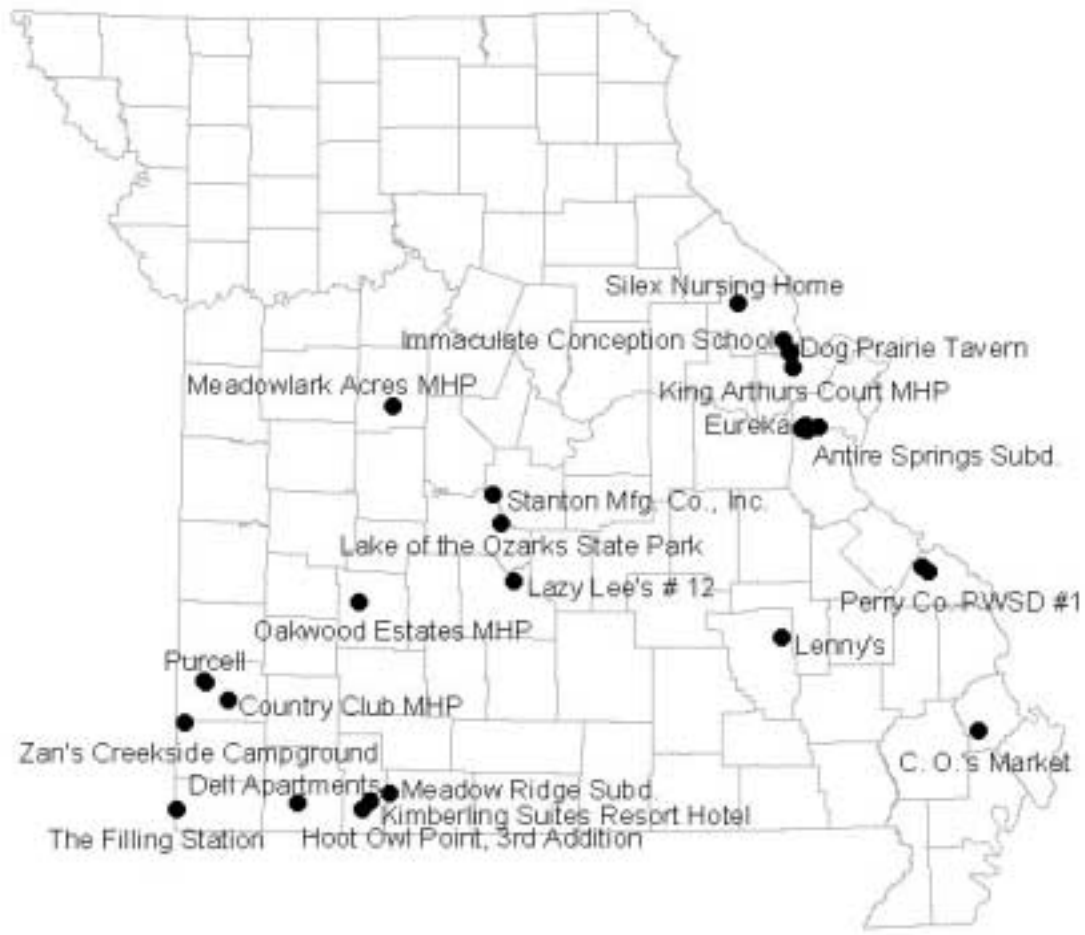 Silex Nursing Home
Immaculate Conception School
Dog Prairie Tavern
Meadowlark Acres MHP
King Arthurs Court MHP
Eureka
Antire Springs Subd.
Stanton Mfg. Co., Inc.
Lake of the Ozarks State Park
Lazy Lee's # 12
Perry Co. PWSD #1
Oakwood Estates MHP
Lenny's
Purcell
Country Club MHP
Zan's Creekside Campground
C. O.'s Market
Dell Apartments
Meadow Ridge Subd.
Kimberling Suites Resort Hotel
The Filling Station
Hoot Owl Point, 3rd Addition